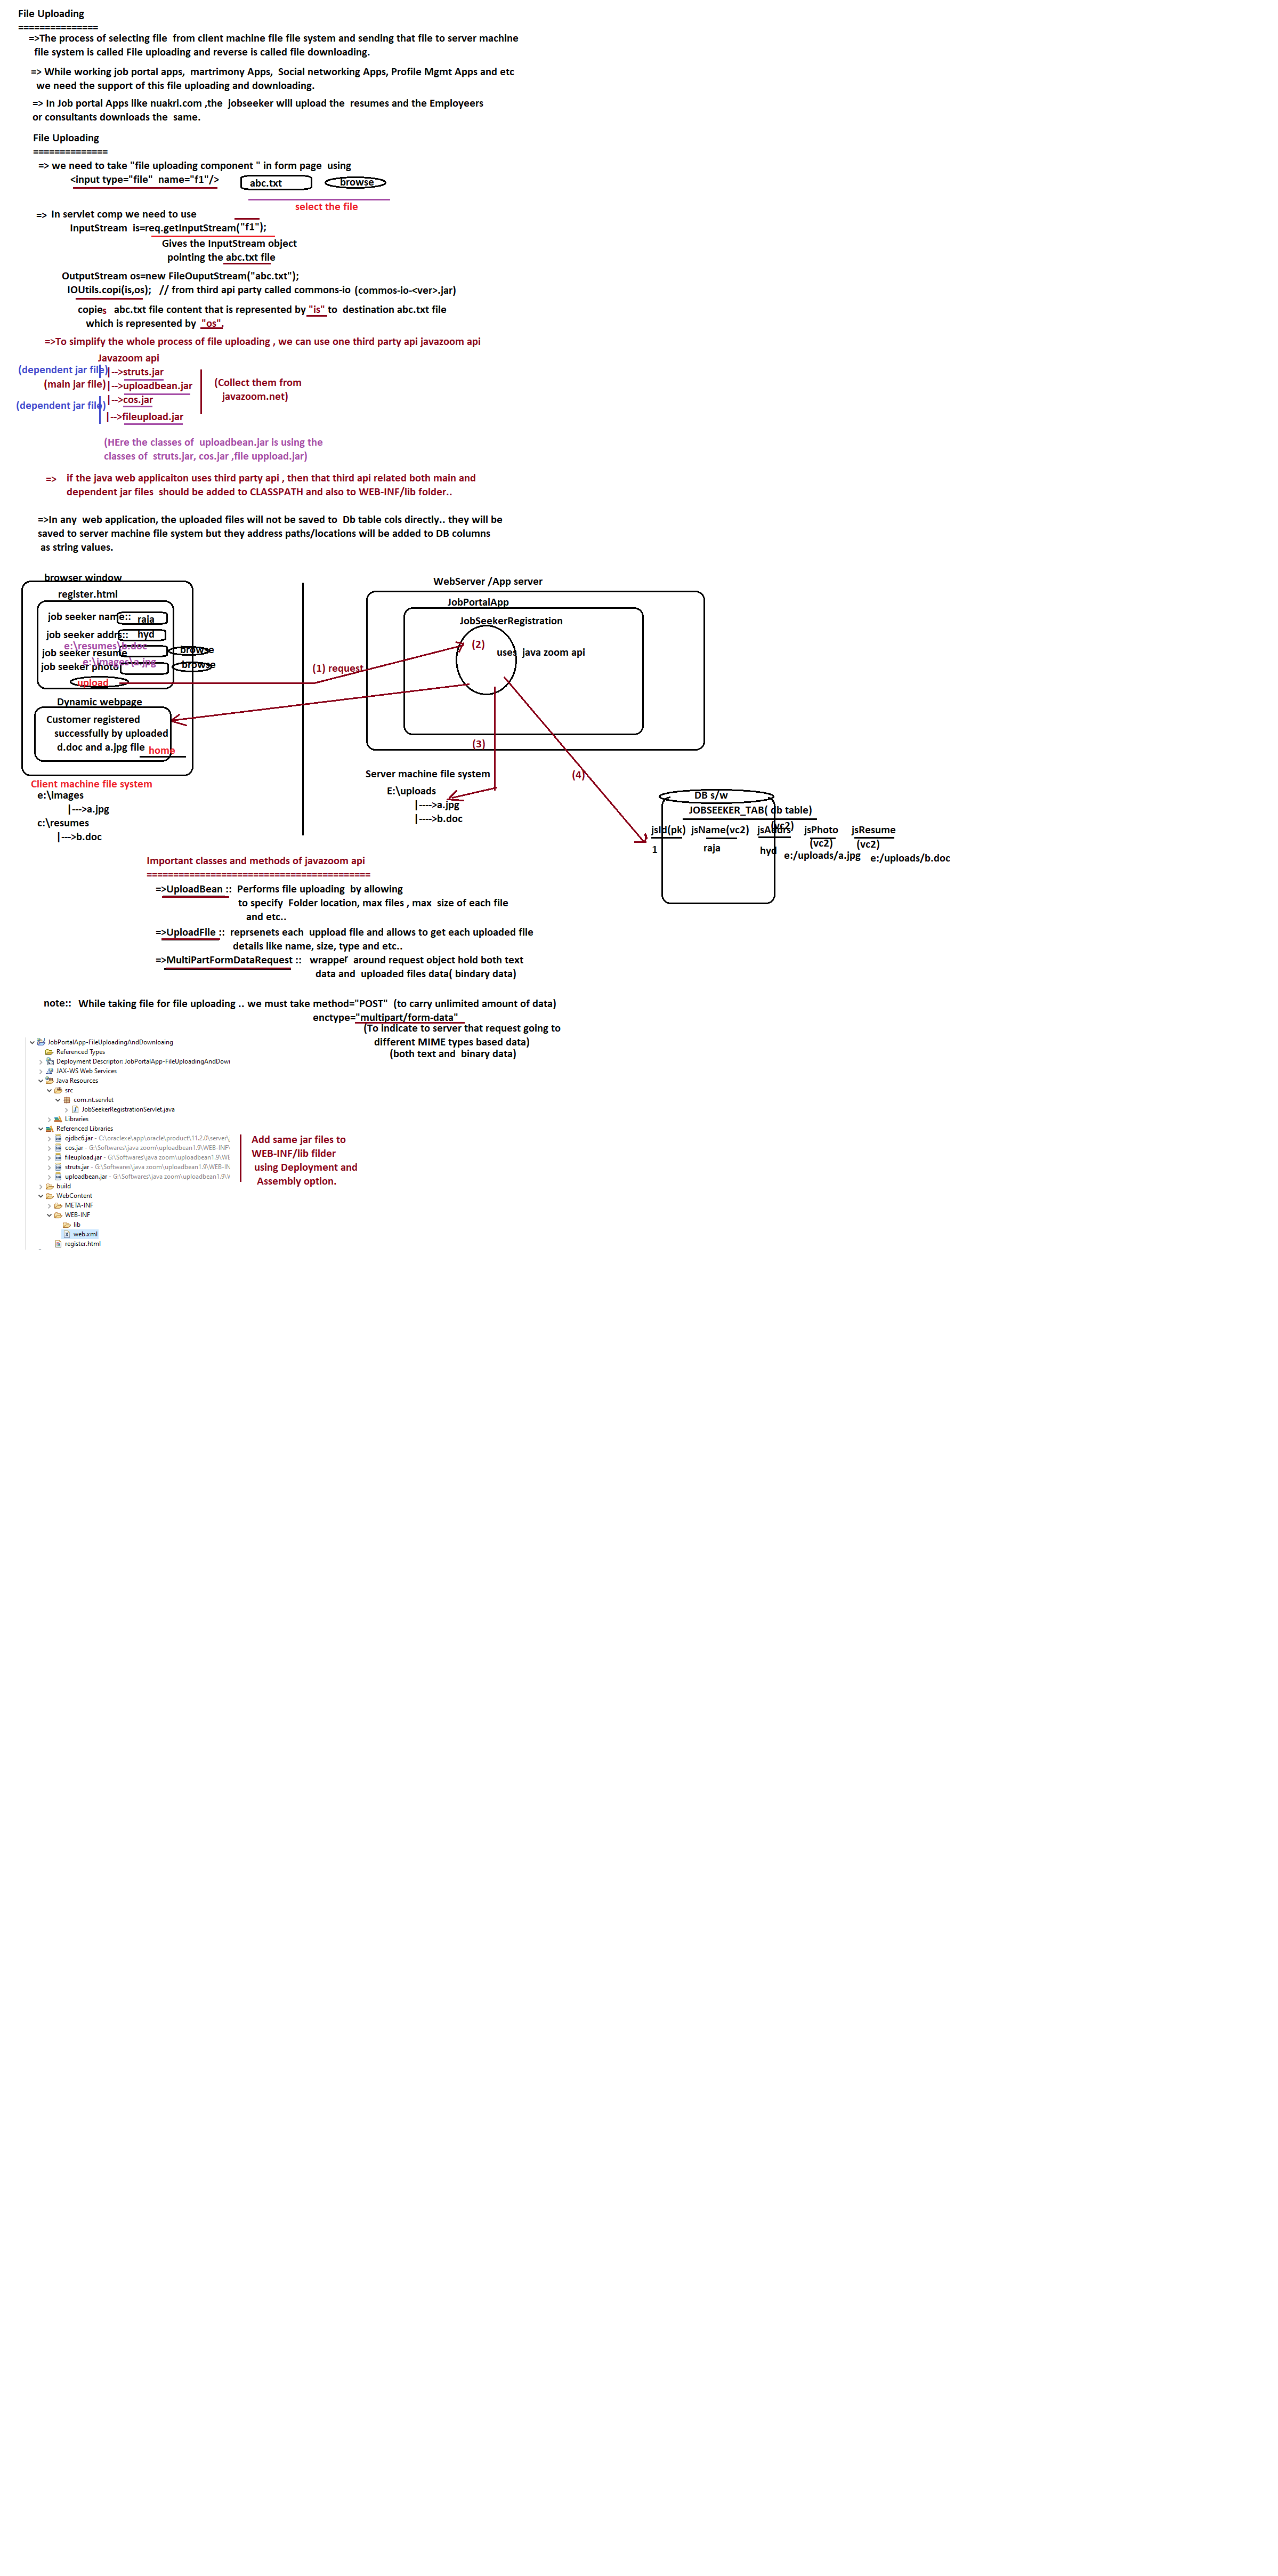 File Uploading
===============
=>The process of selecting file  from client machine file file system and sending that file to server machine
file system is called File uploading and reverse is called file downloading.
=> While working job portal apps,  martrimony Apps,  Social networking Apps, Profile Mgmt Apps and etc
we need the support of this file uploading and downloading.
=> In Job portal Apps like nuakri.com ,the  jobseeker will upload the  resumes and the Employeers
or consultants downloads the  same.
File Uploading
==============
=> we need to take "file uploading component " in form page  using
<input type="file"  name="f1"/>    abc.txt    browse
select the file
=> In servlet comp we need to use
InputStream  is=req.getInputStream("f1");
Gives the InputStream object
pointing the abc.txt file
OutputStream os=new FileOuputStream("abc.txt");
IOUtils.copi(is,os);   // from third api party called commons-io (commos-io-<ver>.jar)
copies  abc.txt file content that is represented by "is" to  destination abc.txt file
which is represented by  "os".
=>To simplify the whole process of file uploading , we can use one third party api javazoom api
Javazoom api
(dependent jar file) |-->struts.jar
(main jar file) |-->uploadbean.jar    (Collect them from
|-->cos.jar    javazoom.net)
(dependent jar file)
|-->fileupload.jar
(HEre the classes of  uploadbean.jar is using the
classes of  struts.jar, cos.jar ,file uppload.jar)
=> if the java web applicaiton uses third party api , then that third api related both main and
dependent jar files  should be added to CLASSPATH and also to WEB-INF/lib folder..
=>In any  web application, the uploaded files will not be saved to  Db table cols directly.. they will be
saved to server machine file system but they address paths/locations will be added to DB columns
as string values.
browser window
register.html
job seeker name::  raja
job seeker addrs::  hyd
e:\resumes\b.doc
job seeker resume    browse
e:\images\a.jpg
job seeker photo    browse
upload
Dynamic webpage
Customer registered
successfully by uploaded
d.doc and a.jpg file  home
Client machine file system
e:\images
|--->a.jpg
c:\resumes
|--->b.doc
WebServer /App server
JobPortalApp
JobSeekerRegistration
(2)
uses  java zoom api
(1) request
(3)
(4)
Server machine file system
E:\uploads
|---->a.jpg
|---->b.doc
DB s/w
JOBSEEKER_TAB( db table)
(vc2)
jsId(pk)  jsName(vc2)  jsAddrs  jsPhoto  jsResume
(vc2)  (vc2)
1  raja  hyd  e:/uploads/a.jpg  e:/uploads/b.doc
Important classes and methods of javazoom api
==========================================
=>UploadBean ::  Performs file uploading  by allowing
to specify  Folder location, max files , max  size of each file
and etc..
=>UploadFile ::  reprsenets each  uppload file and allows to get each uploaded file
details like name, size, type and etc..
=>MultiPartFormDataRequest ::   wrapper  around request object hold both text
data and  uploaded files data( bindary data)
note::  While taking file for file uploading .. we must take method="POST"  (to carry unlimited amount of data)
enctype="multipart/form-data"
(To indicate to server that request going to
different MIME types based data)
(both text and  binary data)
JobPortalApp-FileUploadingAndDownloaing
Referenced Types
Deployment Descriptor: JobPortalApp-FileUploadingAndDown
JAX-WS Web Services
Java Resources
src
com.nt.servlet
JobSeekerRegistrationServlet.java
Libraries
Referenced Libraries
ojdbc6.jar - C:\oraclexe\app\oracle\product\11.2.0\server\
cos.jar - G:\Softwares\java zoom\uploadbean1.9\WEB-INF\
fileupload.jar - G:\Softwares\java zoom\uploadbean1.9\WE
struts.jar - G:\Softwares\java zoom\uploadbean1.9\WEB-IN
uploadbean.jar - G:\Softwares\java zoom\uploadbean1.9\
build
WebContent
META-INF
WEB-INF
lib
web.xml
register.html
Add same jar files to
WEB-INF/lib filder
using Deployment and
Assembly option.